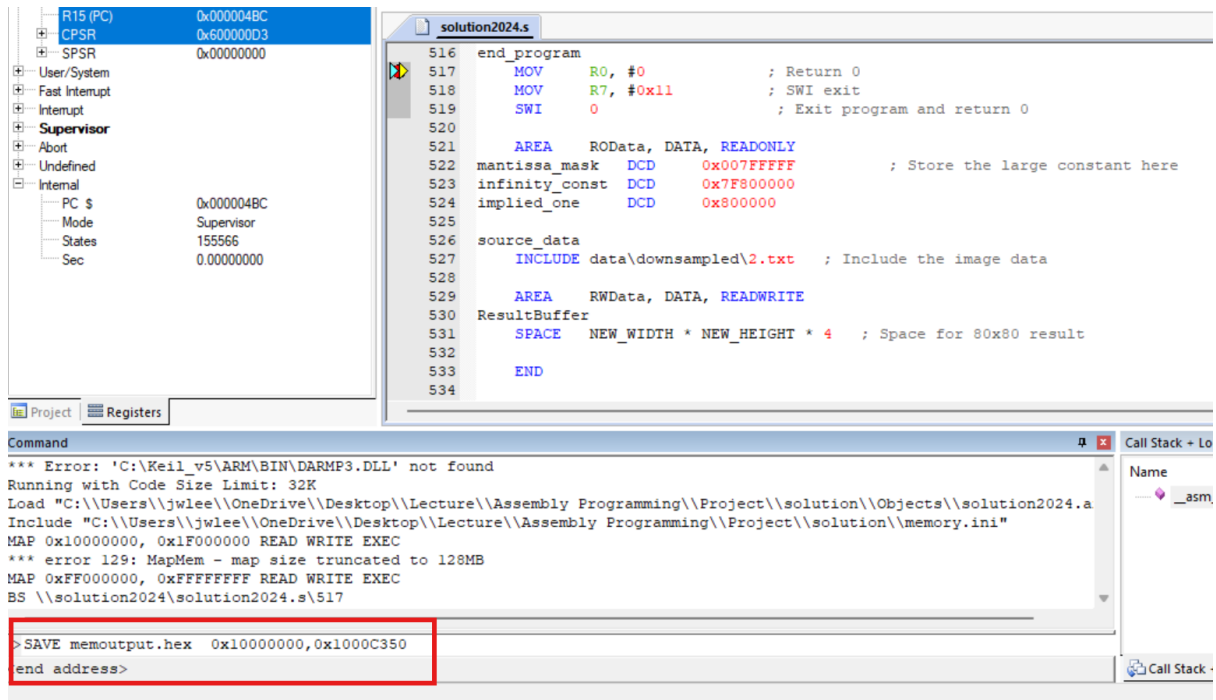 R15 (PC) 0x000004BC
CPSR 0x600000D3
SPSR 0x00000000
User/System
Fast Interrupt
Interrupt
Supervisor
Abort
Undefined
Internal
PC $ 0x000004BC
Mode Supervisor
States 155566
Sec 0.00000000
Project Registers
solution2024.s
516 end_program
517 MOV R0, #0 ; Return 0
518 MOV R7, #0x11 ; SWI exit
519 SWI 0 ; Exit program and return 0
520
521 AREA ROData, DATA, READONLY
522 mantissa_mask DCD 0x007FFFFF ; Store the large constant here
523 infinity_const DCD 0x7F800000
524 implied_one DCD 0x800000
525
526 source_data
527 INCLUDE data\downsampled\2.txt ; Include the image data
528
529 AREA RWData, DATA, READWRITE
530 ResultBuffer
531 SPACE NEW_WIDTH * NEW_HEIGHT * 4 ; Space for 80x80 result
532
533 END
534
Command
*** Error: 'C:\Keil_v5\ARM\BIN\DARMP3.DLL' not found
Running with Code Size Limit: 32K
Load "C:\\Users\\jwlee\\OneDrive\\Desktop\\Lecture\\Assembly Programming\\Project\\solution\\Objects\\solution2024.a
Include "C:\\Users\\jwlee\\OneDrive\\Desktop\\Lecture\\Assembly Programming\\Project\\solution\\memory.ini"
MAP 0x10000000, 0x1F000000 READ WRITE EXEC
*** error 129: MapMem - map size truncated to 128MB
MAP 0xFF000000, 0xFFFFFFFF READ WRITE EXEC
BS \\solution2024\solution2024.s\517
>SAVE memoutput.hex 0x10000000,0x1000C350
<end address>
Call Stack + Lo
Name
__asm_
Call Stack +